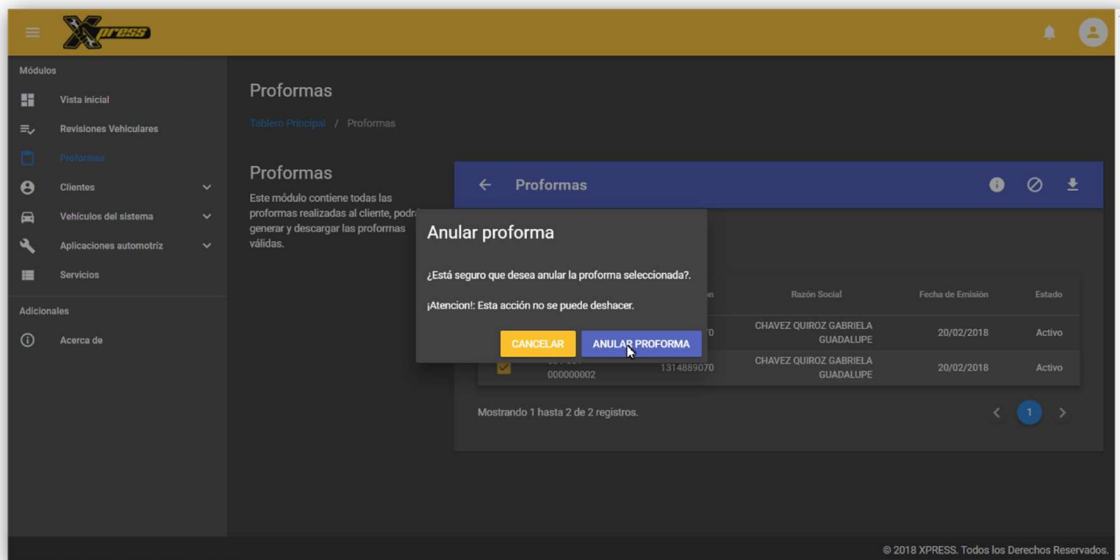 Xpress
Módulos
Vista inicial
Revisiones Vehiculares
Proformas
Clientes
Vehículos del sistema
Aplicaciones automotriz
Servicios
Adicionales
Acerca de
Proformas
Tablero Principal / Proformas
Proformas
Este módulo contiene todas las
proformas realizadas al cliente,
generar y descargar las proformas
válidas.
Proformas
Anular proforma
¿Está seguro que desea anular la proforma seleccionada?.
¡Atencion!: Esta acción no se puede deshacer.
CANCELAR ANULAR PROFORMA
Razón Social Fecha de Emisión Estado
CHAVEZ QUIROZ GABRIELA
GUADALUPE 20/02/2018 Activo
CHAVEZ QUIROZ GABRIELA
000000002 1314889070 GUADALUPE 20/02/2018 Activo
Mostrando 1 hasta 2 de 2 registros.
1
© 2018 XPRESS. Todos los Derechos Reservados.